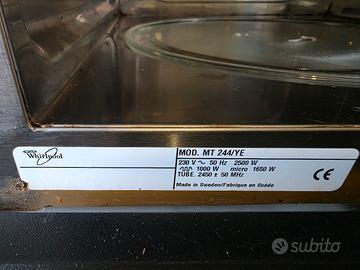 Whirlpool
MOD. MT 244/YE
230 V ~ 50 Hz 2500 W
1000 W micro 1650 W
TUBE. 2450 ± 50 MHz
Made in Sweden/Fabrique en Suède
CE
subito